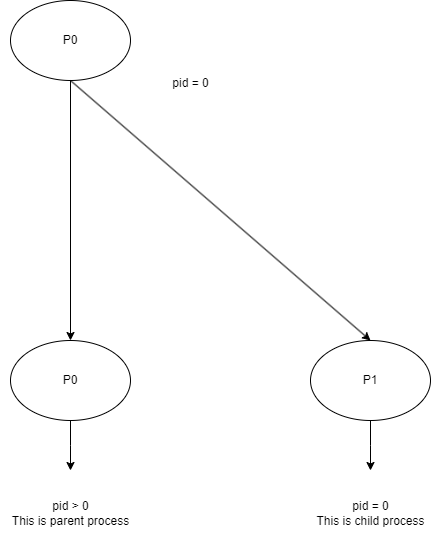 P0
pid = 0
P0
P1
pid > 0
This is parent process
pid = 0
This is child process